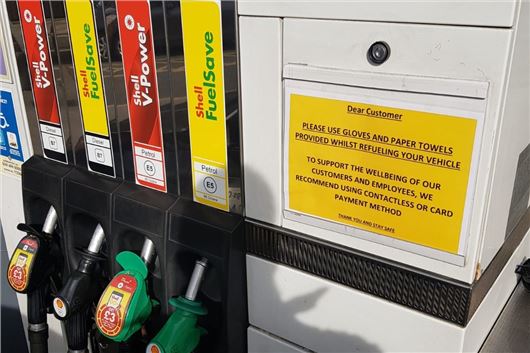 Shell V-Power
Shell FuelSave
Shell V-Power
Shell FuelSave
Diesel
B7
Diesel
B7
Petrol
E5
Petrol
E5
£3
£3
Dear Customer
PLEASE USE GLOVES AND PAPER TOWELS
PROVIDED WHILST REFUELING YOUR VEHICLE
TO SUPPORT THE WELLBEING OF OUR
CUSTOMERS AND EMPLOYEES, WE
RECOMMEND USING CONTACTLESS OR CARD
PAYMENT METHOD
THANK YOU AND STAY SAFE